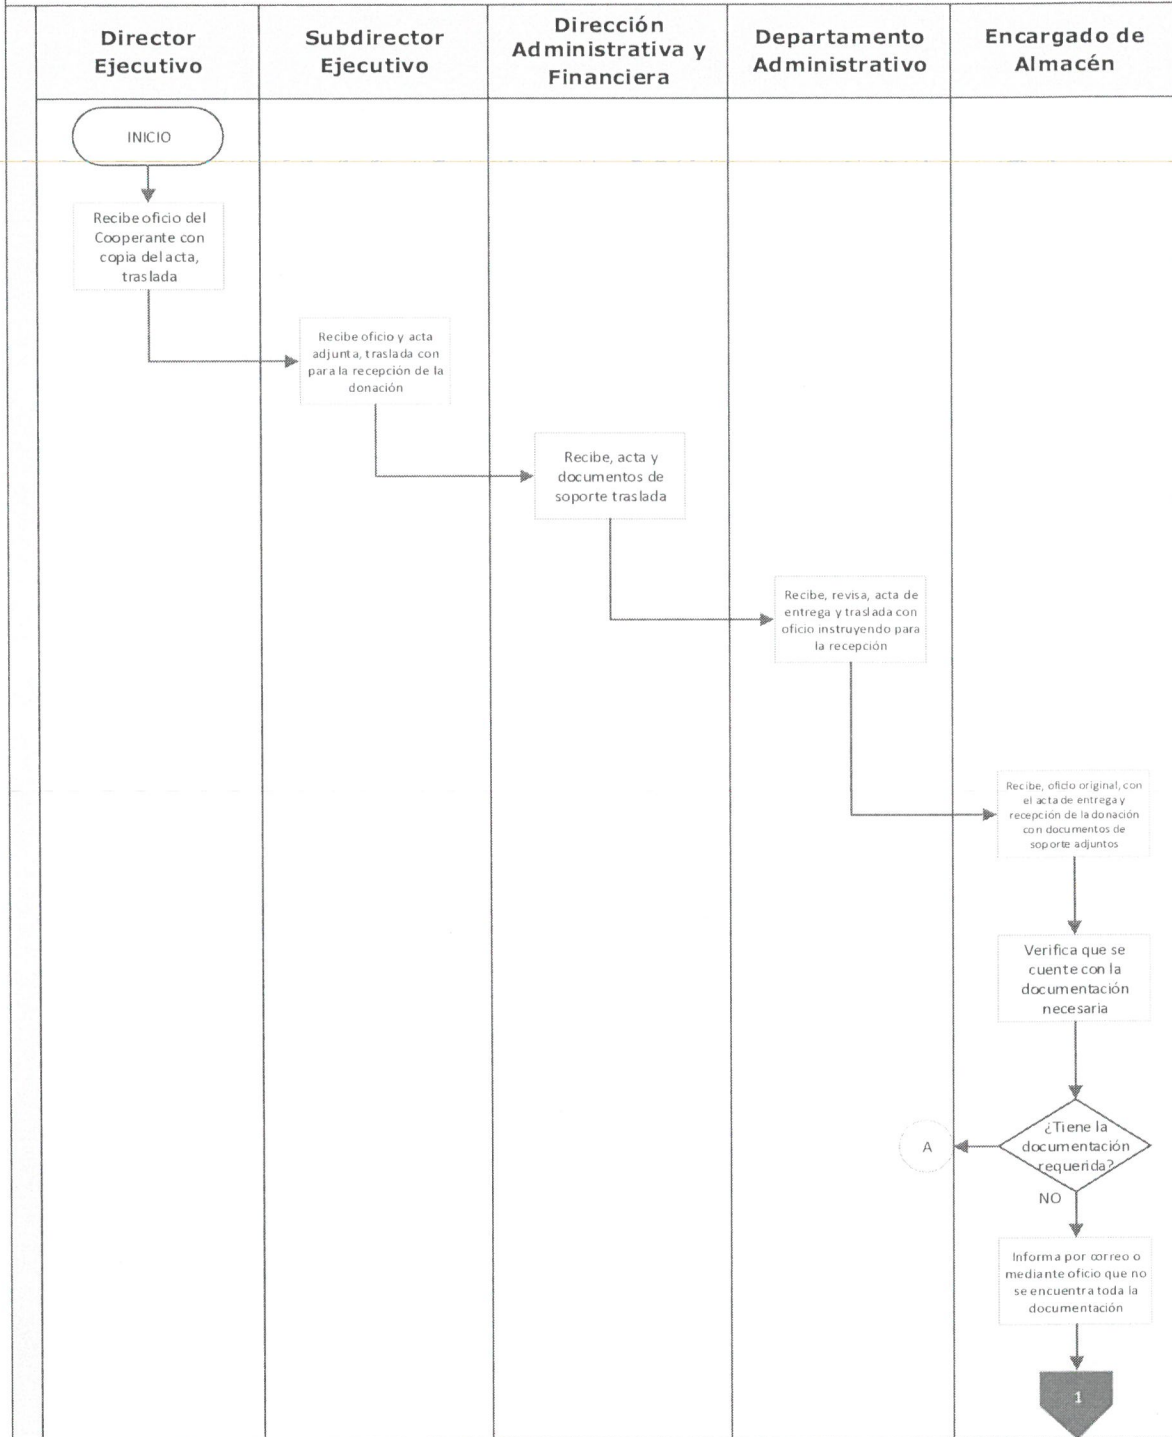 Director
Ejecutivo
Subdirector
Ejecutivo
Dirección
Administrativa y
Financiera
Departamento
Administrativo
Encargado de
Almacén
INICIO
Recibe oficio del
Cooperante con
copia del acta,
traslada
Recibe oficio y acta
adjunta, traslada con
para la recepción de la
donación
Recibe, acta y
documentos de
soporte traslada
Recibe, revisa, acta de
entrega y traslada con
oficio instruyendo para
la recepción
Recibe, oficio original, con
el acta de entrega y
recepción de la donación
con documentos de
soporte adjuntos
Verifica que se
cuente con la
documentación
necesaria
¿Tiene la
documentación
requerida?
A
NO
Informa por correo o
mediante oficio que no
se encuentra toda la
documentación
1